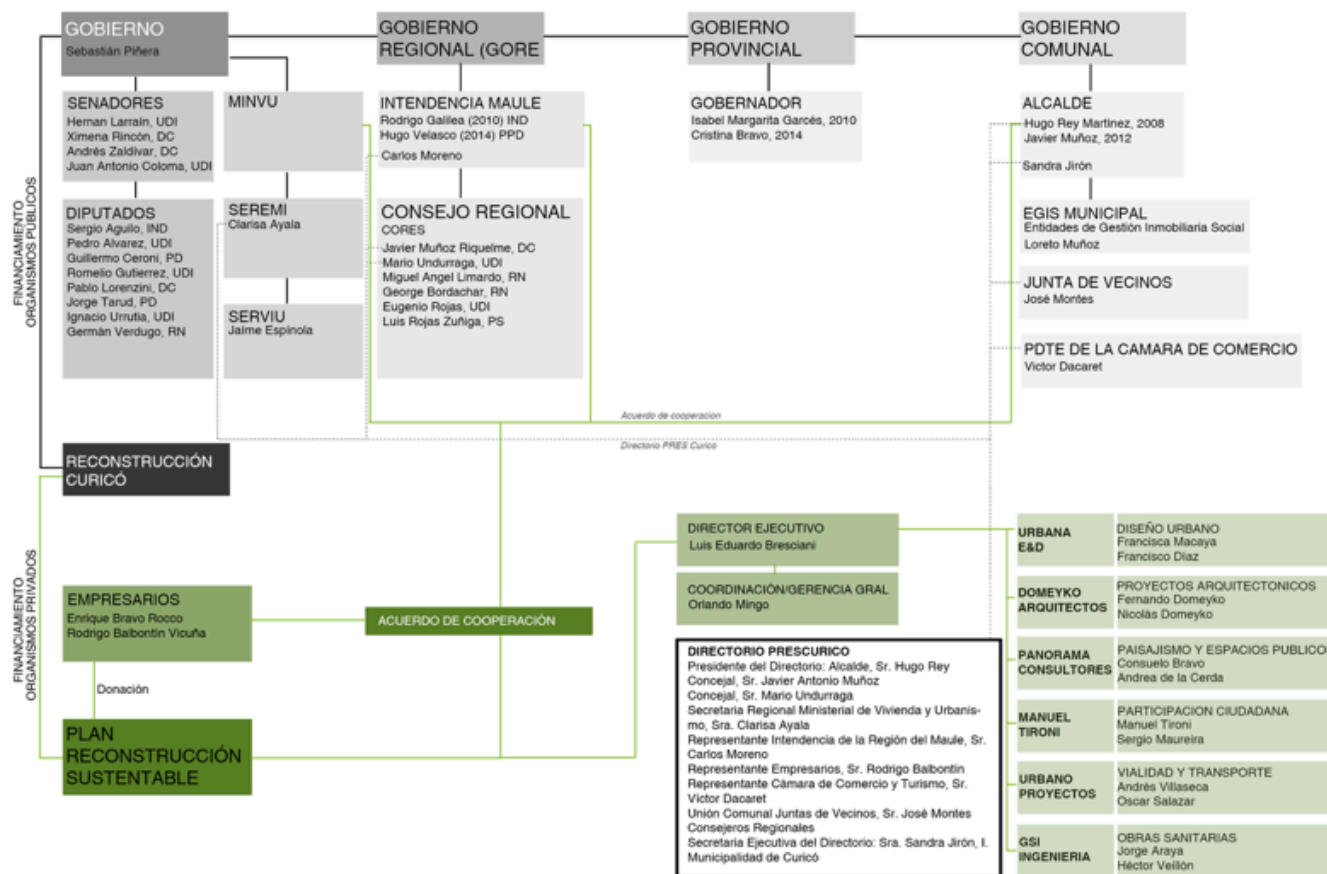 GOBIERNO
Sebastián Piñera
GOBIERNO
REGIONAL (GORE
GOBIERNO
PROVINCIAL
GOBIERNO
COMUNAL
SENADORES
Hernan Larraín, UDI
Ximena Rincón, DC
Andrés Zaldivar, DC
Juan Antonio Coloma, UDI
MINVU
INTENDENCIA MAULE
Rodrigo Galilea (2010) IND
Hugo Velasco (2014) PPD
Carlos Moreno
GOBERNADOR
Isabel Margarita Garcés, 2010
Cristina Bravo, 2014
ALCALDE
Hugo Rey Martínez, 2008
Javier Muñoz, 2012
Sandra Jirón
DIPUTADOS
Sergio Aguilo, IND
Pedro Alvarez, UDI
Guillermo Ceroni, PD
Romelio Gutierrez, UDI
Pablo Lorenzini, DC
Jorge Tarud, PD
Ignacio Urrutia, UDI
Germán Verdugo, RN
SEREMI
Clarisa Ayala
SERVIU
Jaime Espínola
CONSEJO REGIONAL
CORES
Javier Muñoz Riquelme, DC
Mario Undurraga, UDI
Miguel Angel Limardo, RN
George Bordachar, RN
Eugenio Rojas, UDI
Luis Rojas Zuñiga, PS
EGIS MUNICIPAL
Entidades de Gestión Inmobiliaria Social
Loreto Muñoz
JUNTA DE VECINOS
José Montes
PDTE DE LA CAMARA DE COMERCIO
Victor Dacaret
FINANCIAMIENTO
ORGANISMOS PÚBLICOS
Acuerdo de cooperacion
Directorio PRES Curico
RECONSTRUCCIÓN
CURICÓ
FINANCIAMIENTO
ORGANISMOS PRIVADOS
EMPRESARIOS
Enrique Bravo Rocco
Rodrigo Balbontin Vicuña
Donación
PLAN
RECONSTRUCCIÓN
SUSTENTABLE
ACUERDO DE COOPERACIÓN
DIRECTOR EJECUTIVO
Luis Eduardo Bresciani
COORDINACIÓN/GERENCIA GRAL
Orlando Mingo
DIRECTORIO PRESCURICO
Presidente del Directorio: Alcalde, Sr. Hugo Rey
Concejal, Sr. Javier Antonio Muñoz
Concejal, Sr. Mario Undurraga
Secretaria Regional Ministerial de Vivienda y Urbanis-
mo, Sra. Clarisa Ayala
Representante Intendencia de la Región del Maule, Sr.
Carlos Moreno
Representante Empresarios, Sr. Rodrigo Balbontin
Representante Cámara de Comercio y Turismo, Sr.
Victor Dacaret
Unión Comunal Juntas de Vecinos, Sr. José Montes
Consejeros Regionales
Secretaria Ejecutiva del Directorio: Sra. Sandra Jirón, I.
Municipalidad de Curicó
URBANA
E&D
DISEÑO URBANO
Francisca Macaya
Francisco Diaz
DOMEYKO
ARQUITECTOS
PROYECTOS ARQUITECTONICOS
Fernando Domeyko
Nicolás Domeyko
PANORAMA
CONSULTORES
PAISAJISMO Y ESPACIOS PUBLICO
Consuelo Bravo
Andrea de la Cerda
MANUEL
TIRONI
PARTICIPACION CIUDADANA
Manuel Tironi
Sergio Maureira
URBANO
PROYECTOS
VIALIDAD Y TRANSPORTE
Andrés Villaseca
Oscar Salazar
GSI
INGENIERIA
OBRAS SANITARIAS
Jorge Araya
Héctor Veillón